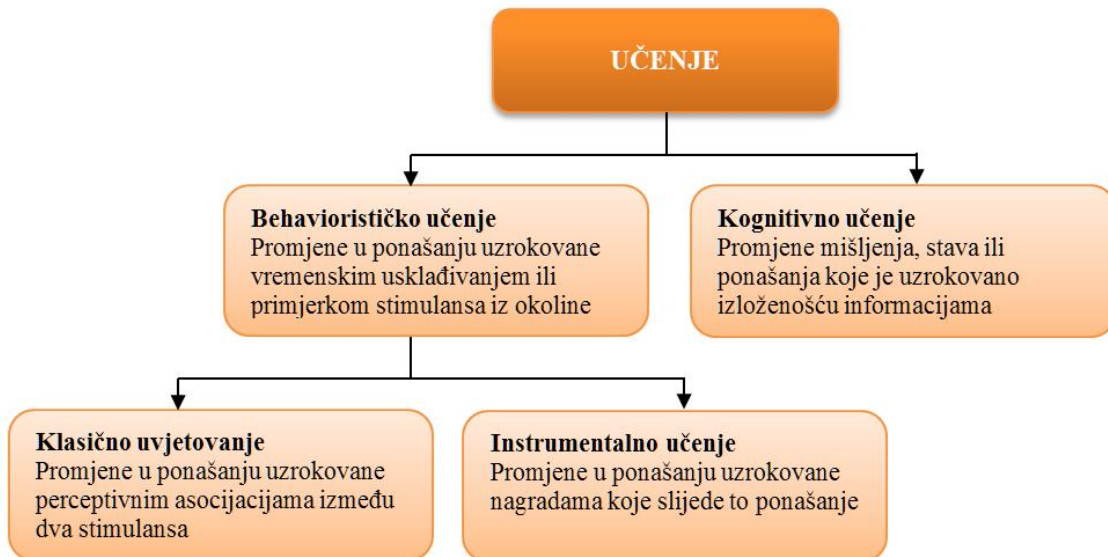 UČENJE
Behaviorističko učenje
Promjene u ponašanju uzrokovane
vremenskim usklađivanjem ili
primjerkom stimulansa iz okoline
Kognitivno učenje
Promjene mišljenja, stava ili
ponašanja koje je uzrokovano
izloženošću informacijama
Klasično uvjetovanje
Promjene u ponašanju uzrokovane
perceptivnim asocijacijama između
dva stimulansa
Instrumentalno učenje
Promjene u ponašanju uzrokovane
nagradama koje slijede to ponašanje